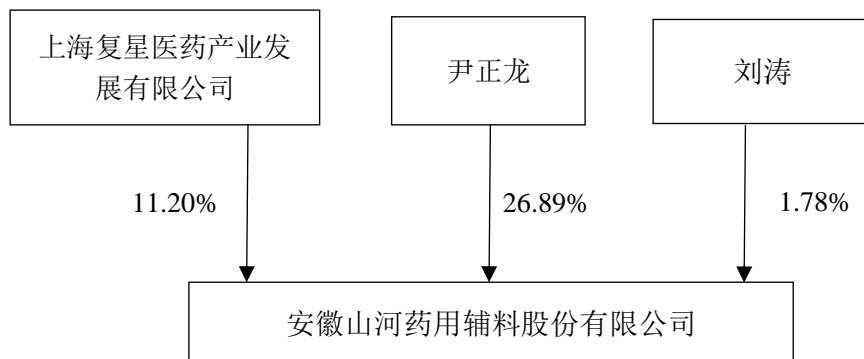 上海复星医药产业发
展有限公司
尹正龙
刘涛
11.20%
26.89%
1.78%
安徽山河药用辅料股份有限公司